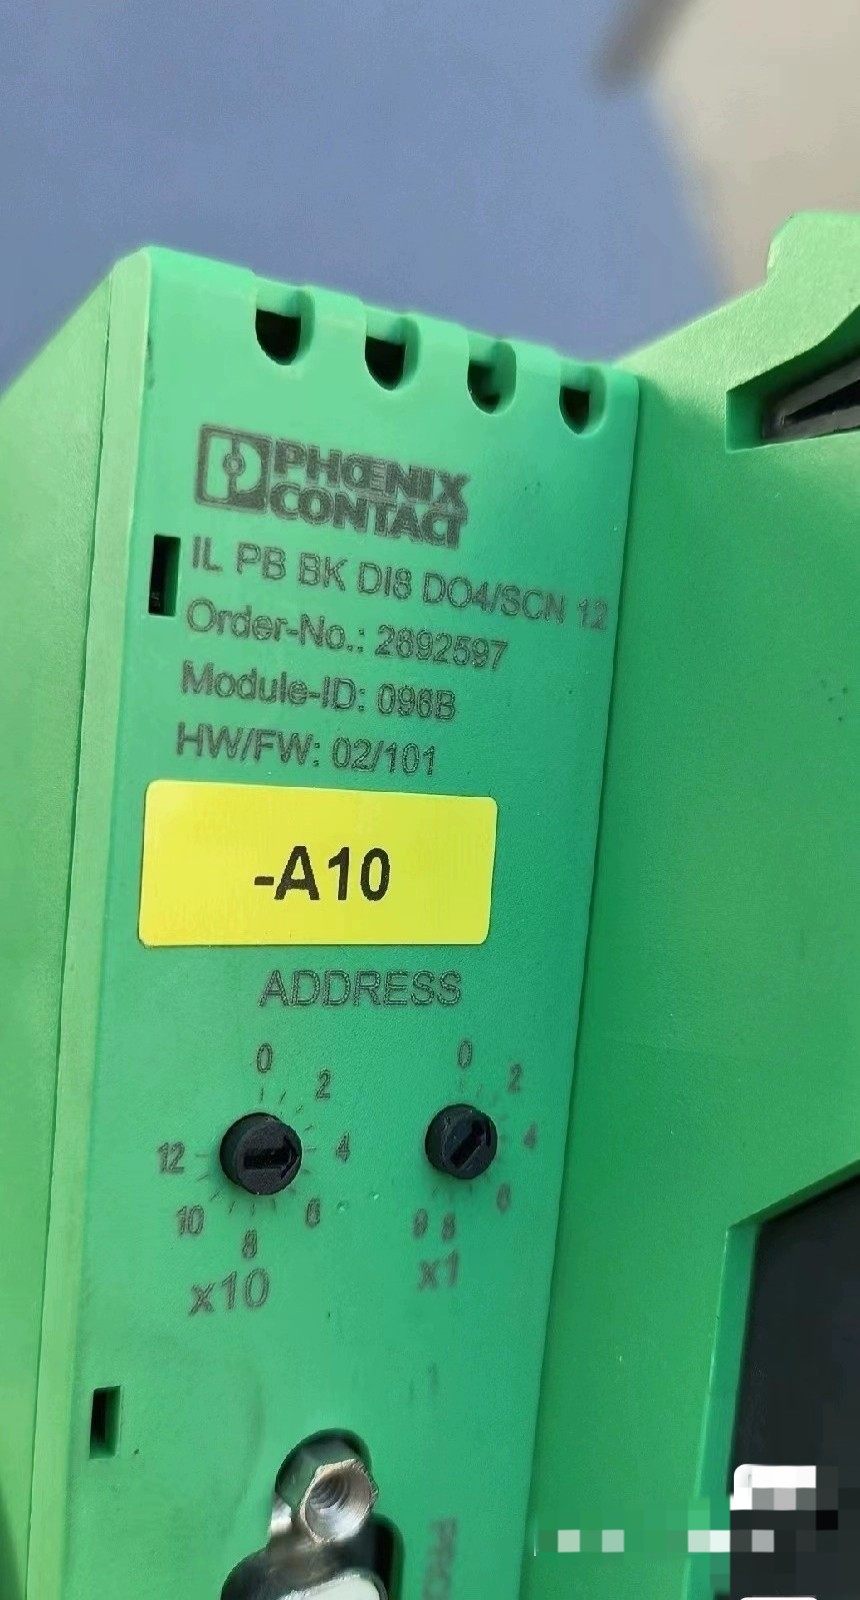 PHŒNIX
CONTACT
IL PB BK DI8 DO4/SCN 12
Order-No.: 2692597
Module-ID: 096B
HW/FW: 02/101
-A10
ADDRESS
0 2 4 6 8 10 12
x10
0 2 4 6 8 9
x1